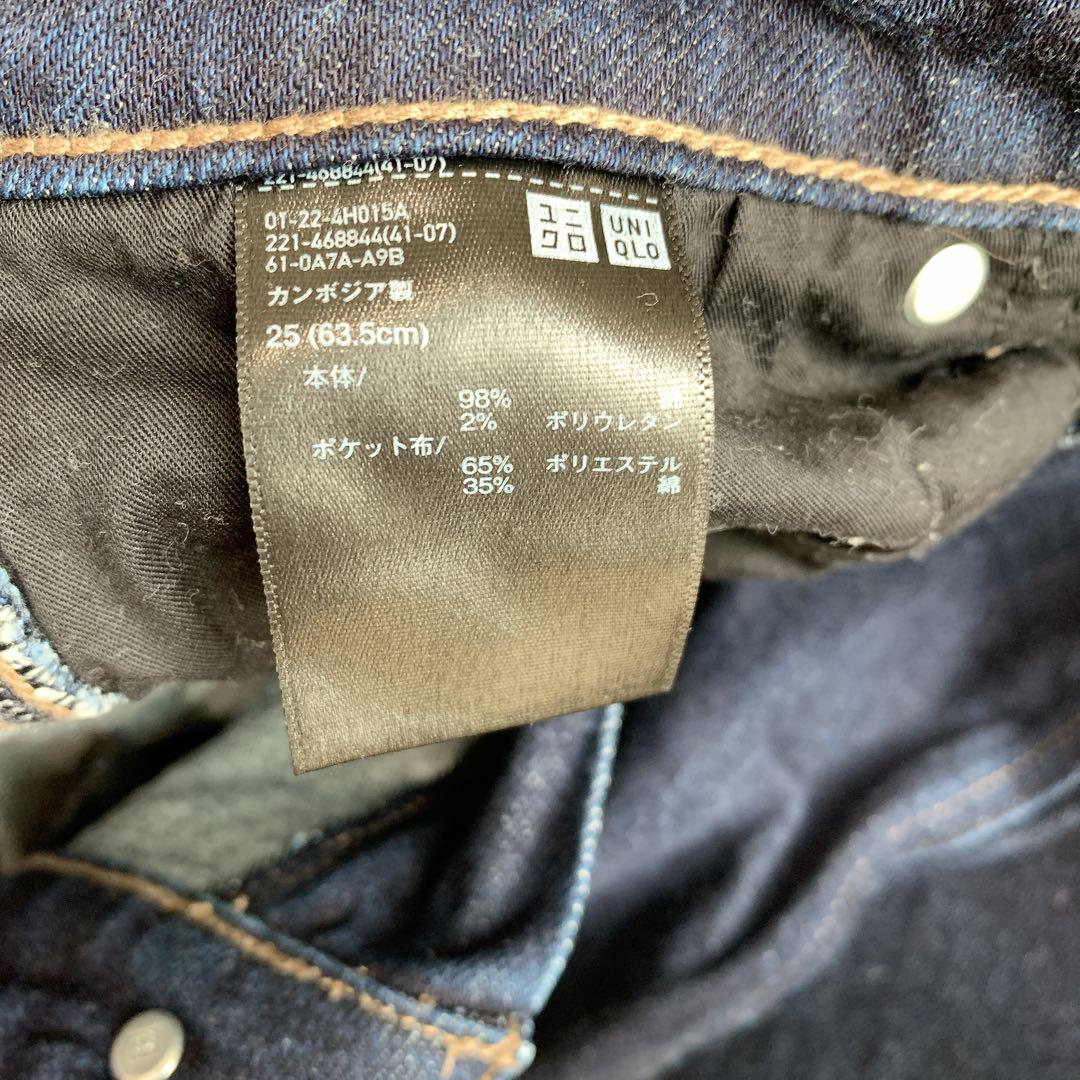 221-468844(41-07)
01-22-4H015A
221-468844(41-07)
61-0A7A-A9B
ユニ
クロ
UNI
QLO
カンボジア製
25 (63.5cm)
本体/
98% 綿
2% ポリウレタン
ポケット布/
65% ポリエステル
35% 綿